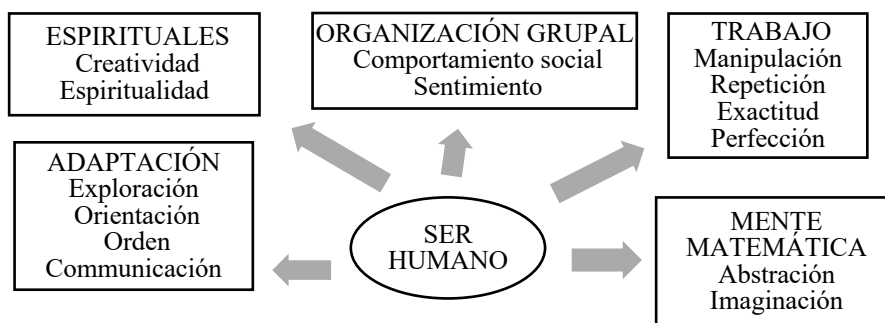 ESPIRITUALES
Creatividad
Espiritualidad
ORGANIZACIÓN GRUPAL
Comportamiento social
Sentimiento
TRABAJO
Manipulación
Repetición
Exactitud
Perfección
ADAPTACIÓN
Exploración
Orientación
Orden
Communicación
SER
HUMANO
MENTE
MATEMÁTICA
Abstración
Imaginación